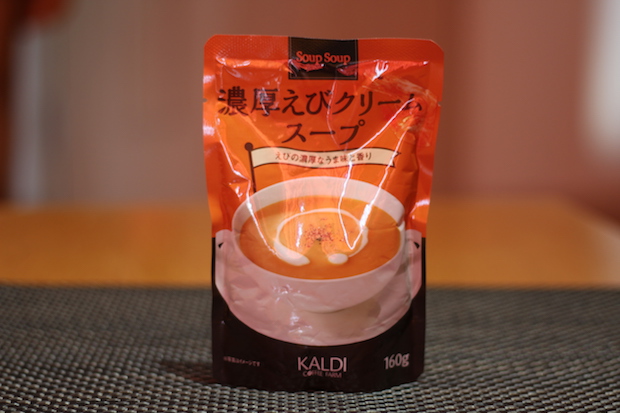 Soup Soup
濃厚えびクリーム
スープ
えびの濃厚なうま味と香り
KALDI
COFFEE FARM
160g